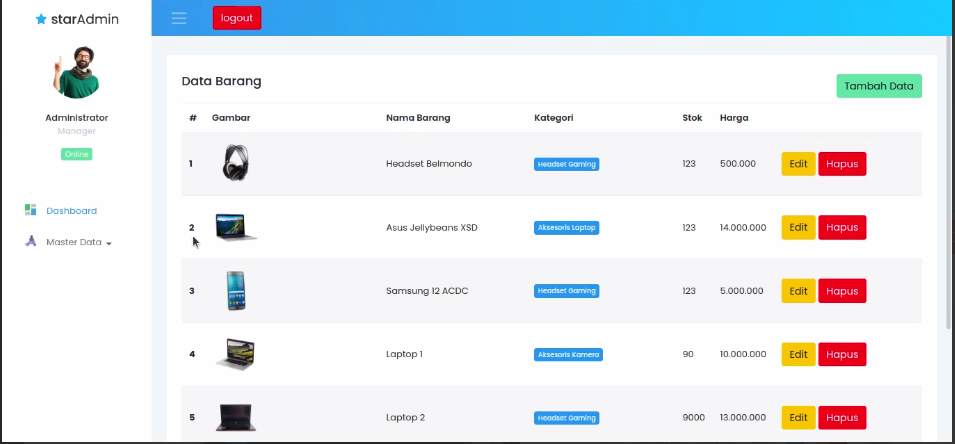 starAdmin
logout
Administrator
Manager
Online
Dashboard
Master Data
Data Barang
Tambah Data
# Gambar Nama Barang Kategori Stok Harga
1 Headset Belmondo Headset Gaming 123 500.000 Edit Hapus
2 Asus Jellybeans XSD Aksesoris Laptop 123 14.000.000 Edit Hapus
3 Samsung 12 ACDC Headset Gaming 123 5.000.000 Edit Hapus
4 Laptop 1 Aksesoris Kamera 90 10.000.000 Edit Hapus
5 Laptop 2 Headset Gaming 9000 13.000.000 Edit Hapus